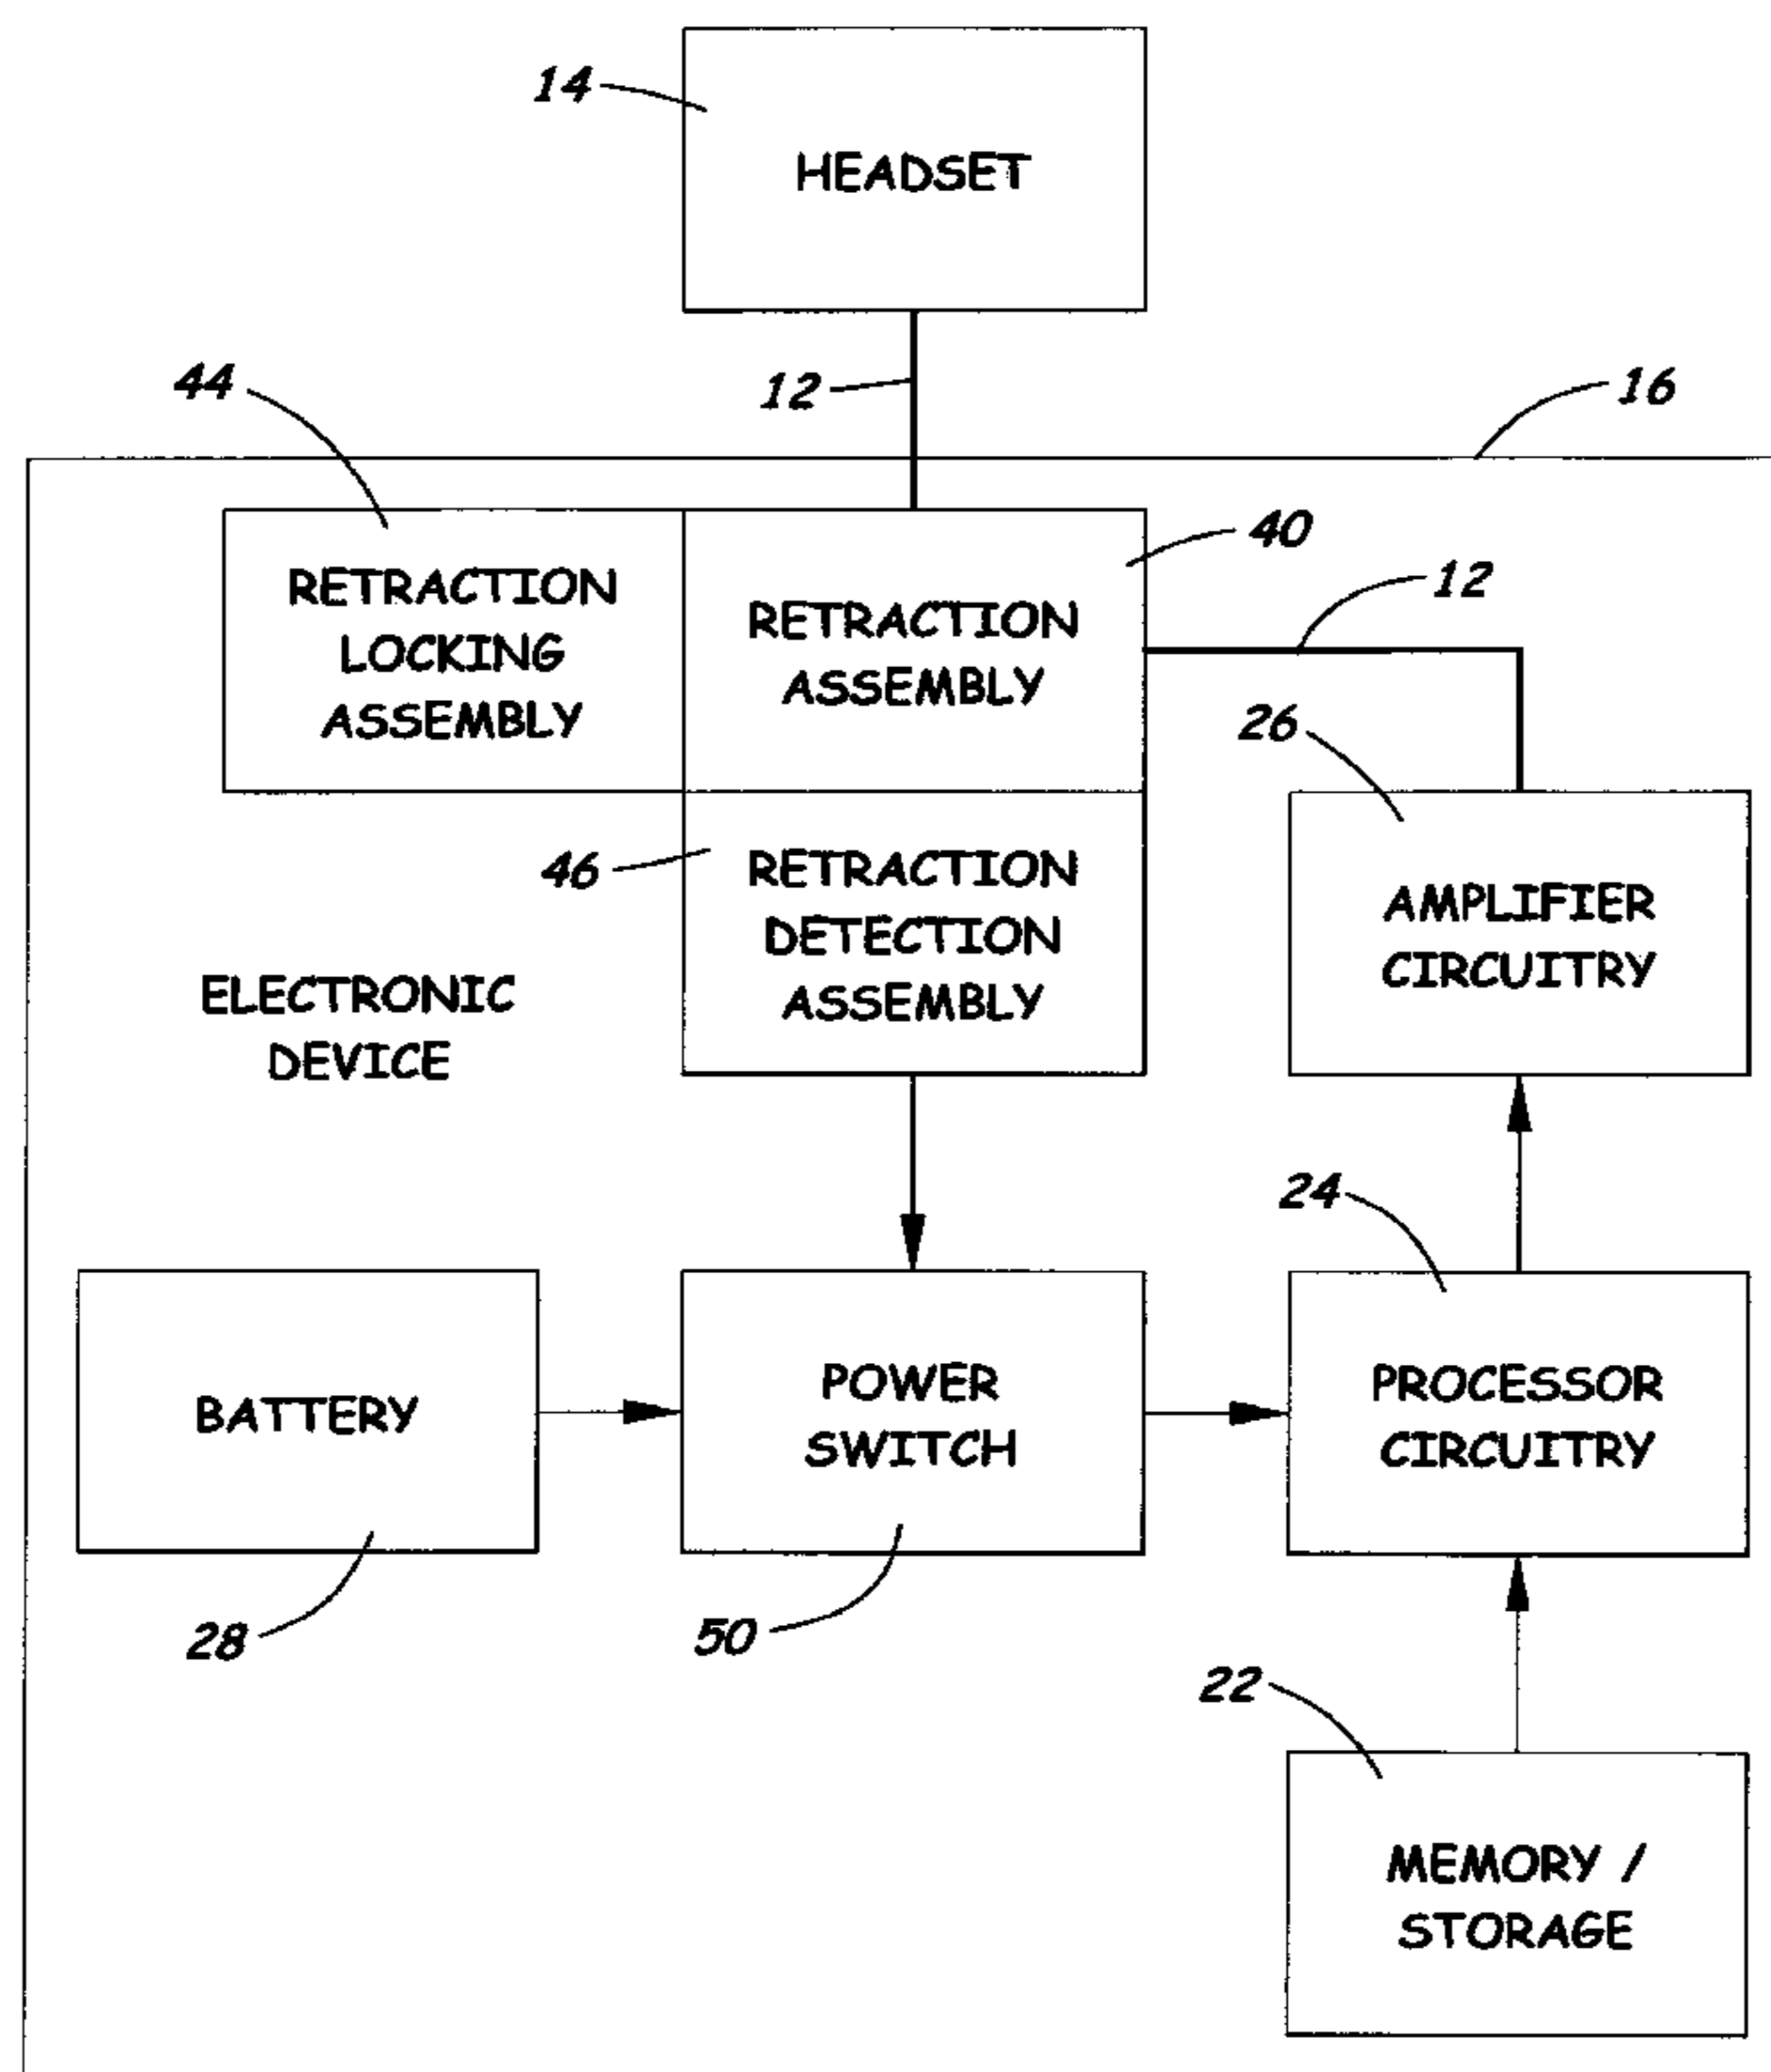 14
HEADSET
12
44
16
40
RETRACTION
LOCKING
ASSEMBLY
RETRACTION
ASSEMBLY
12
26
46
RETRACTION
DETECTION
ASSEMBLY
AMPLIFIER
CIRCUITRY
ELECTRONIC
DEVICE
24
BATTERY
POWER
SWITCH
PROCESSOR
CIRCUITRY
28
50
22
MEMORY /
STORAGE